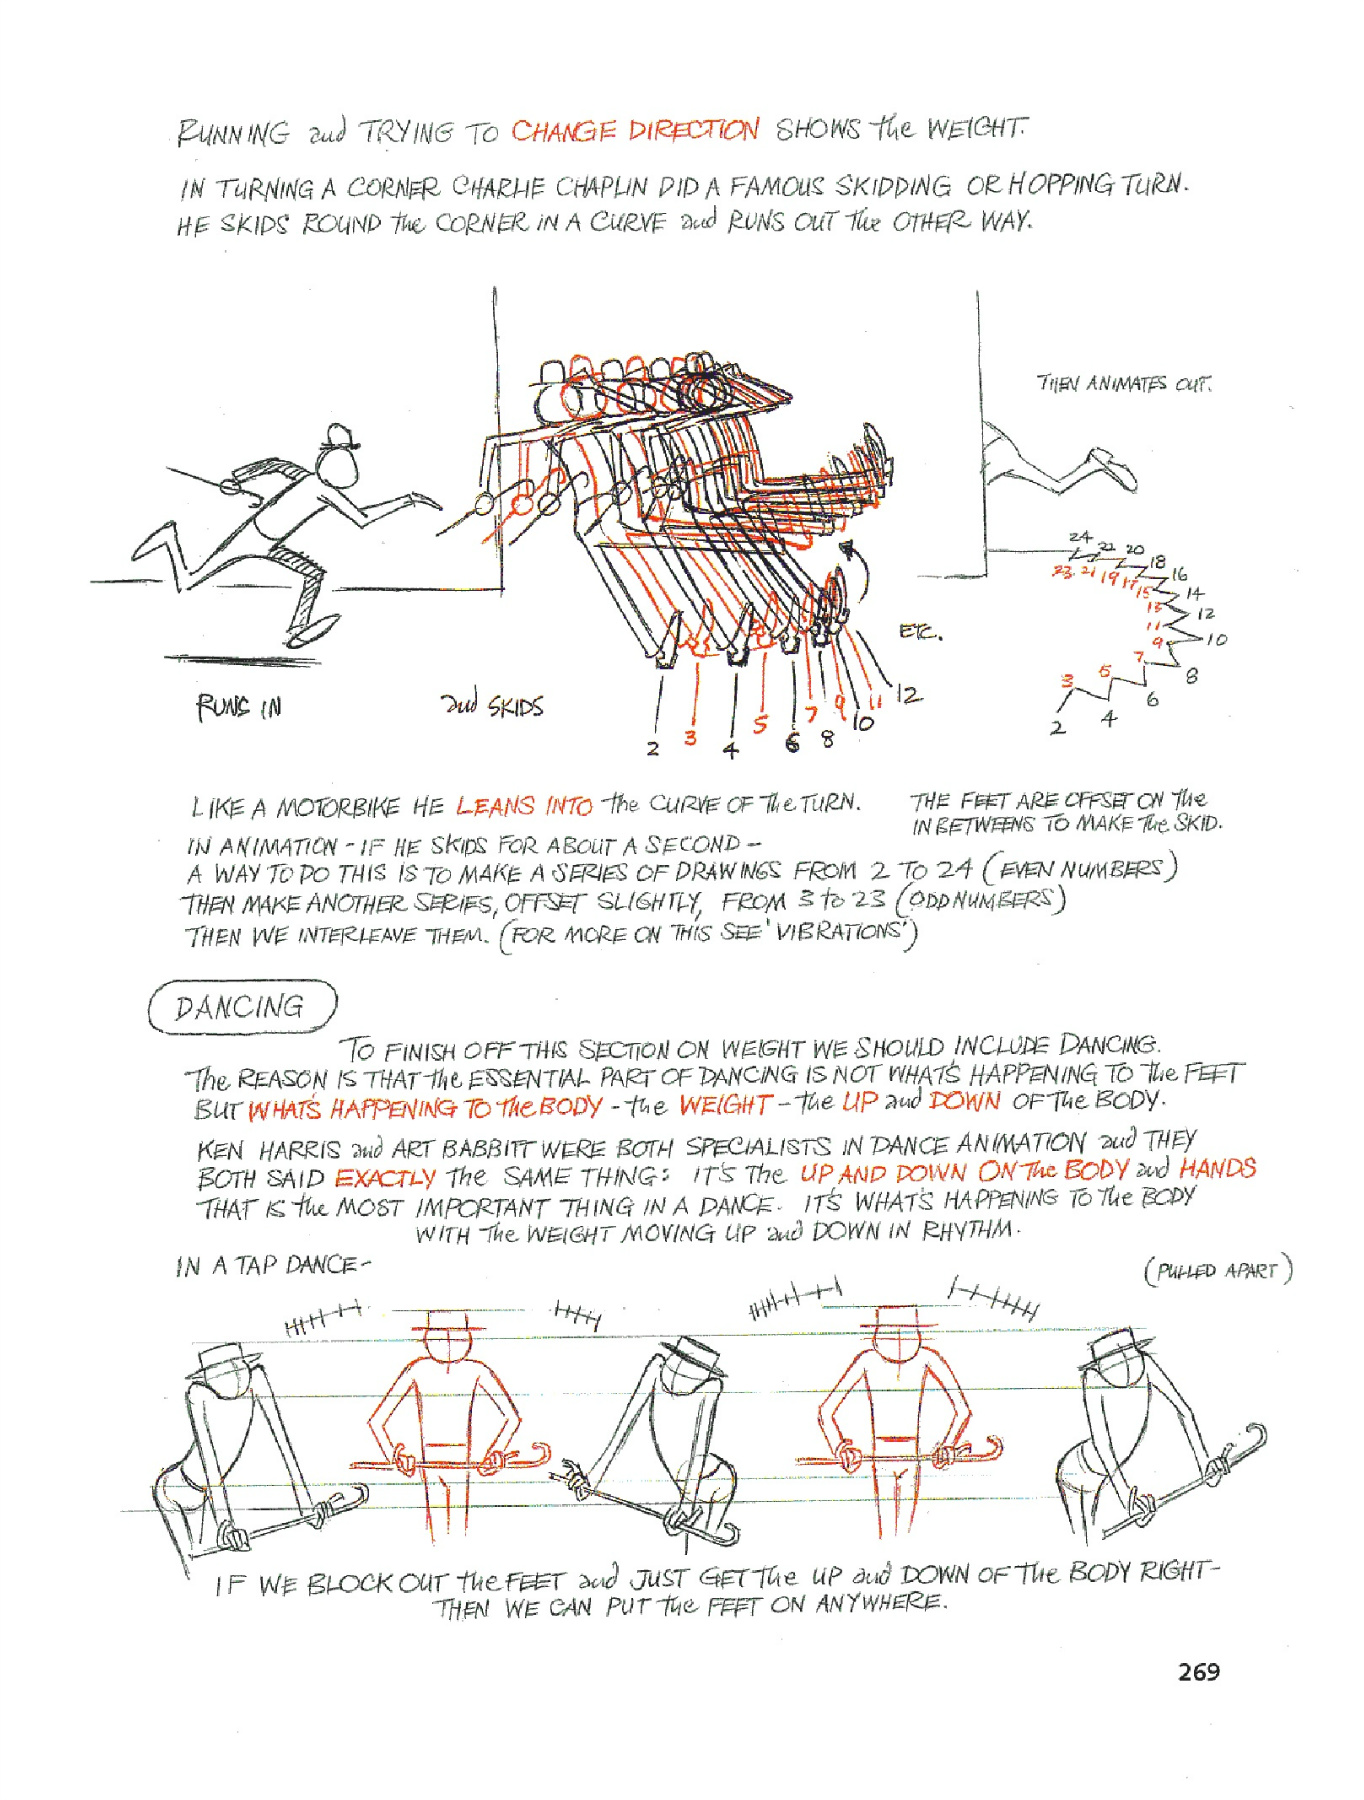 RUNNING and TRYING TO CHANGE DIRECTION SHOWS the WEIGHT.
IN TURNING A CORNER CHARLIE CHAPLIN DID A FAMOUS SKIDDING OR HOPPING TURN.
HE SKIDS ROUND the CORNER IN A CURVE and RUNS OUT the OTHER WAY.
THEN ANIMATES OUT.
RUNS IN
and SKIDS
2 3 4 5 6 7 8 9 10 11 12
ETC.
24 22 20 18 16 14 12 10 8 6 4 2
23 21 19 17 15 13 11 9 7 5 3
LIKE A MOTORBIKE HE LEANS INTO the CURVE OF the TURN.
THE FEET ARE OFFSET ON the
INBETWEENS TO MAKE the SKID.
IN ANIMATION - IF HE SKIDS FOR ABOUT A SECOND -
A WAY TO DO THIS IS TO MAKE A SERIES OF DRAWINGS FROM 2 TO 24 (EVEN NUMBERS)
THEN MAKE ANOTHER SERIES, OFFSET SLIGHTLY, FROM 3 to 23 (ODD NUMBERS)
THEN WE INTERLEAVE THEM. (FOR MORE ON THIS SEE 'VIBRATIONS')
DANCING
TO FINISH OFF THIS SECTION ON WEIGHT WE SHOULD INCLUDE DANCING.
The REASON IS THAT the ESSENTIAL PART OF DANCING IS NOT WHAT'S HAPPENING TO the FEET
BUT WHAT'S HAPPENING TO the BODY - the WEIGHT - the UP and DOWN OF the BODY.
KEN HARRIS and ART BABBITT WERE BOTH SPECIALISTS IN DANCE ANIMATION and THEY
BOTH SAID EXACTLY the SAME THING: IT'S the UP AND DOWN ON the BODY and HANDS
THAT IS the MOST IMPORTANT THING IN A DANCE. IT'S WHAT'S HAPPENING TO the BODY
WITH the WEIGHT MOVING UP and DOWN IN RHYTHM.
IN A TAP DANCE -
(PULLED APART)
IF WE BLOCK OUT the FEET and JUST GET the UP and DOWN OF the BODY RIGHT -
THEN WE CAN PUT the FEET ON ANYWHERE.
269